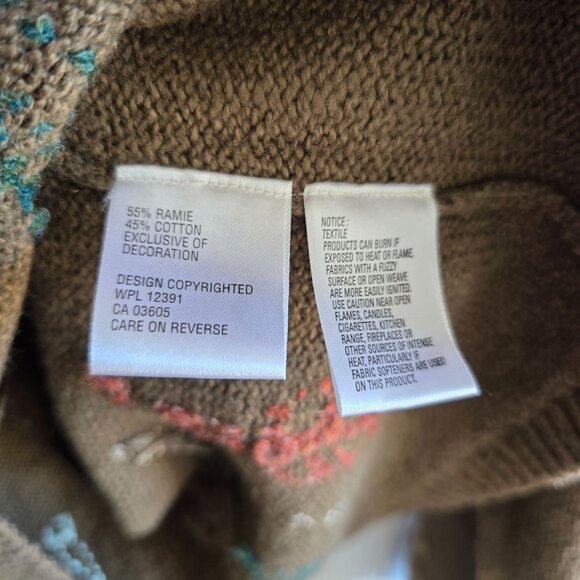 55% RAMIE
45% COTTON
EXCLUSIVE OF
DECORATION
DESIGN COPYRIGHTED
WPL 12391
CA 03605
CARE ON REVERSE
NOTICE:
TEXTILE
PRODUCTS CAN BURN IF
EXPOSED TO HEAT OR FLAME,
FABRICS WITH A FUZZY
SURFACE OR OPEN WEAVE
ARE MORE EASILY IGNITED.
USE CAUTION NEAR OPEN
FLAMES, CANDLES,
CIGARETTES, KITCHEN
RANGE, FIREPLACES OR
OTHER SOURCES OF INTENSE
HEAT, PARTICULARLY IF
FABRIC SOFTENERS ARE USED
ON THIS PRODUCT.